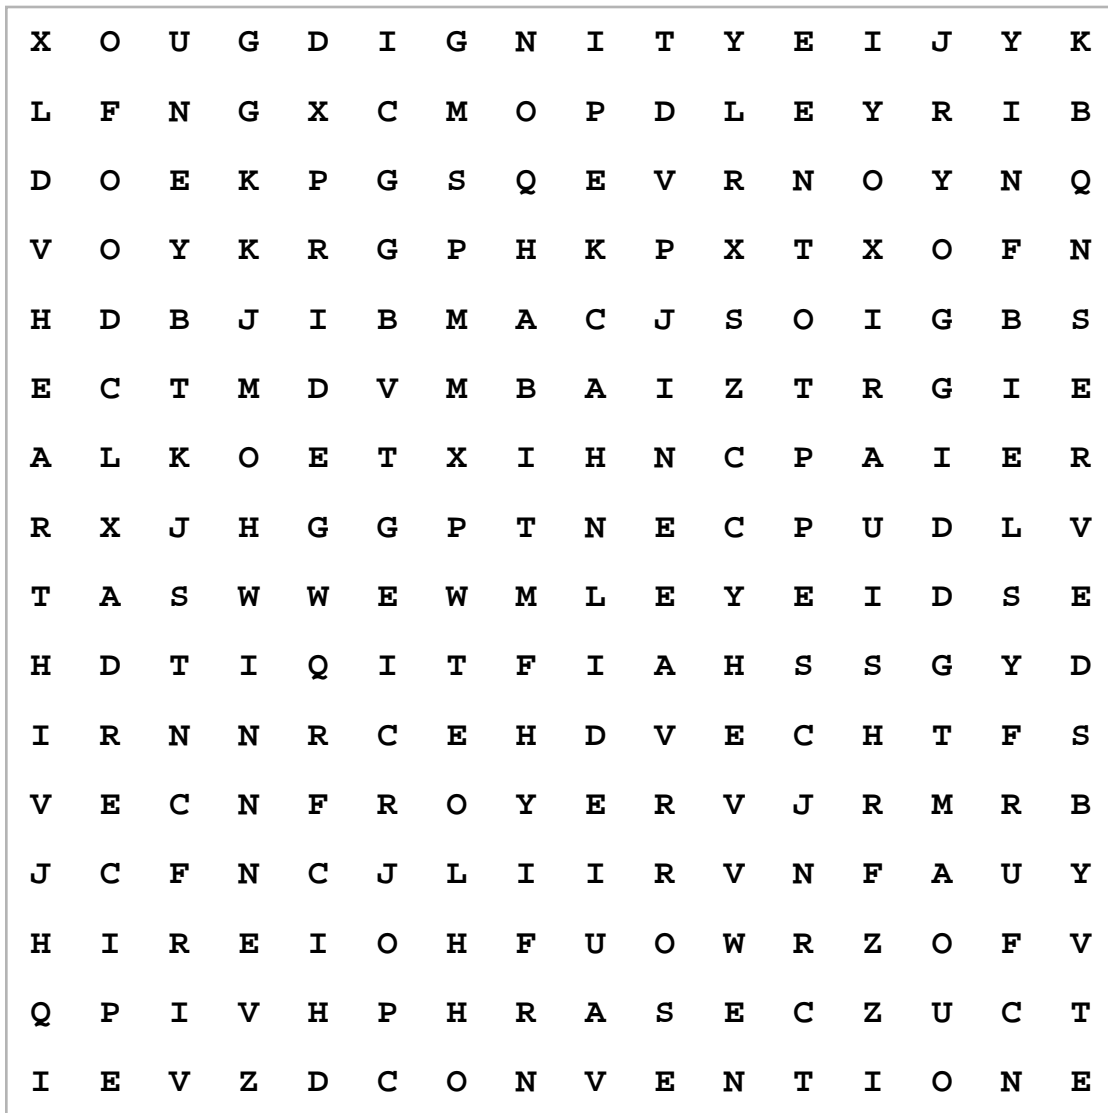 X O U G D I G N I T Y E I J Y K
L F N G X C M O P D L E Y R I B
D O E K P G S Q E V R N O Y N Q
V O Y K R G P H K P X T X O F N
H D B J I B M A C J S O I G B S
E C T M D V M B A I Z T R G I E
A L K O E T X I H N C P A I E R
R X J H G G P T N E C P U D L V
T A S W W E W M L E Y E I D S E
H D T I Q I T F I A H S S G Y D
I R N N R C E H D V E C H T F S
V E C N F R O Y E R V J R M R B
J C F N C J L I I R V N F A U Y
H I R E I O H F U O W R Z O F V
Q P I V H P H R A S E C Z U C T
I E V Z D C O N V E N T I O N E